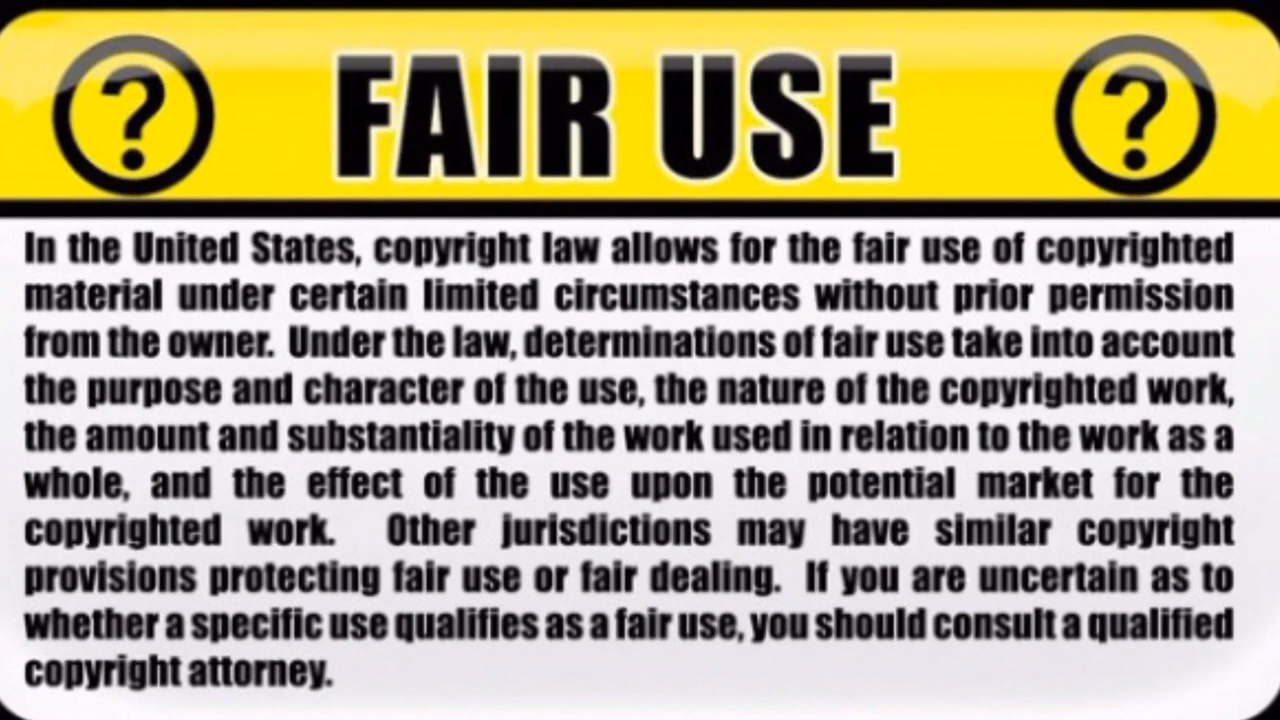 ? FAIR USE ?
In the United States, copyright law allows for the fair use of copyrighted
material under certain limited circumstances without prior permission
from the owner. Under the law, determinations of fair use take into account
the purpose and character of the use, the nature of the copyrighted work,
the amount and substantiality of the work used in relation to the work as a
whole, and the effect of the use upon the potential market for the
copyrighted work. Other jurisdictions may have similar copyright
provisions protecting fair use or fair dealing. If you are uncertain as to
whether a specific use qualifies as a fair use, you should consult a qualified
copyright attorney.